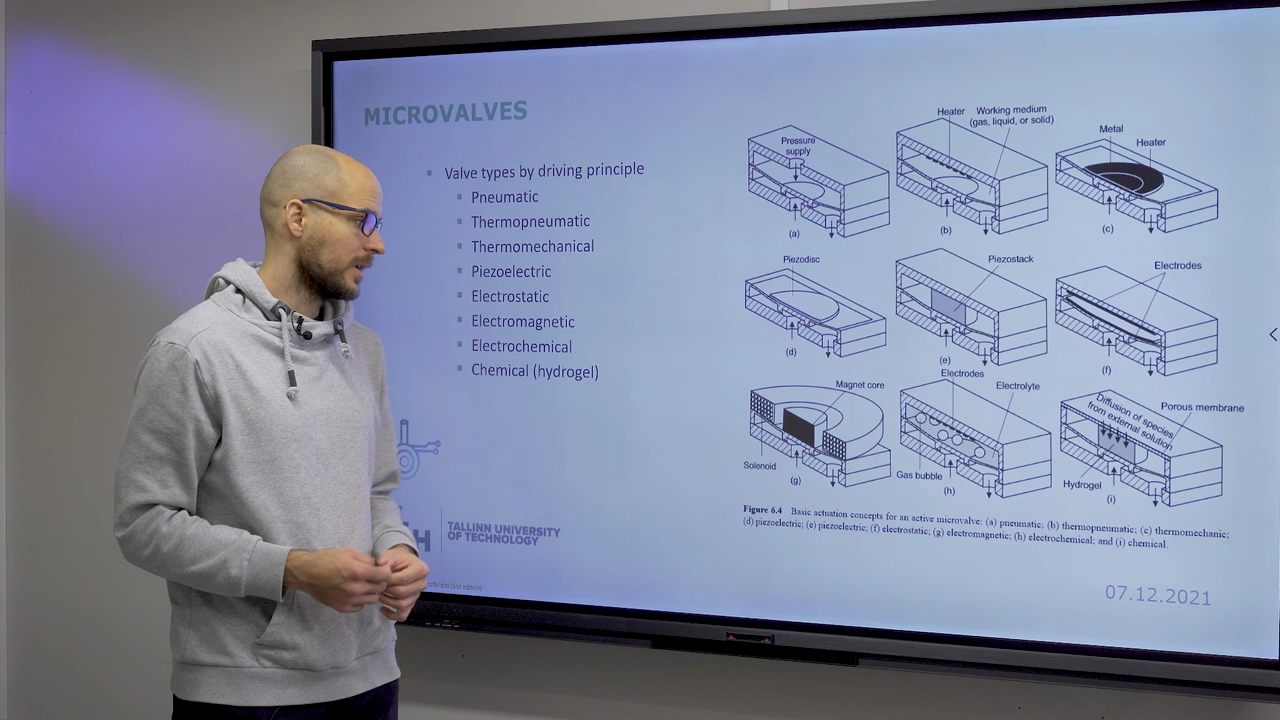 MICROVALVES
Valve types by driving principle
Pneumatic
Thermopneumatic
Thermomechanical
Piezoelectric
Electrostatic
Electromagnetic
Electrochemical
Chemical (hydrogel)
Pressure
supply
(a)
Heater
Working medium
(gas, liquid, or solid)
(b)
Metal
Heater
(c)
Piezodisc
(d)
Piezostack
(e)
Electrodes
(f)
Magnet core
Solenoid
(g)
Electrodes
Electrolyte
Gas bubble
(h)
Diffusion of species
from external solution
Porous membrane
Hydrogel
(i)
Figure 6.4 Basic actuation concepts for an active microvalve: (a) pneumatic; (b) thermopneumatic; (c) thermomechanic;
(d) piezoelectric; (e) piezoelectric; (f) electrostatic; (g) electromagnetic; (h) electrochemical; and (i) chemical.
TALLINN UNIVERSITY
OF TECHNOLOGY
(2nd edition)
07.12.2021